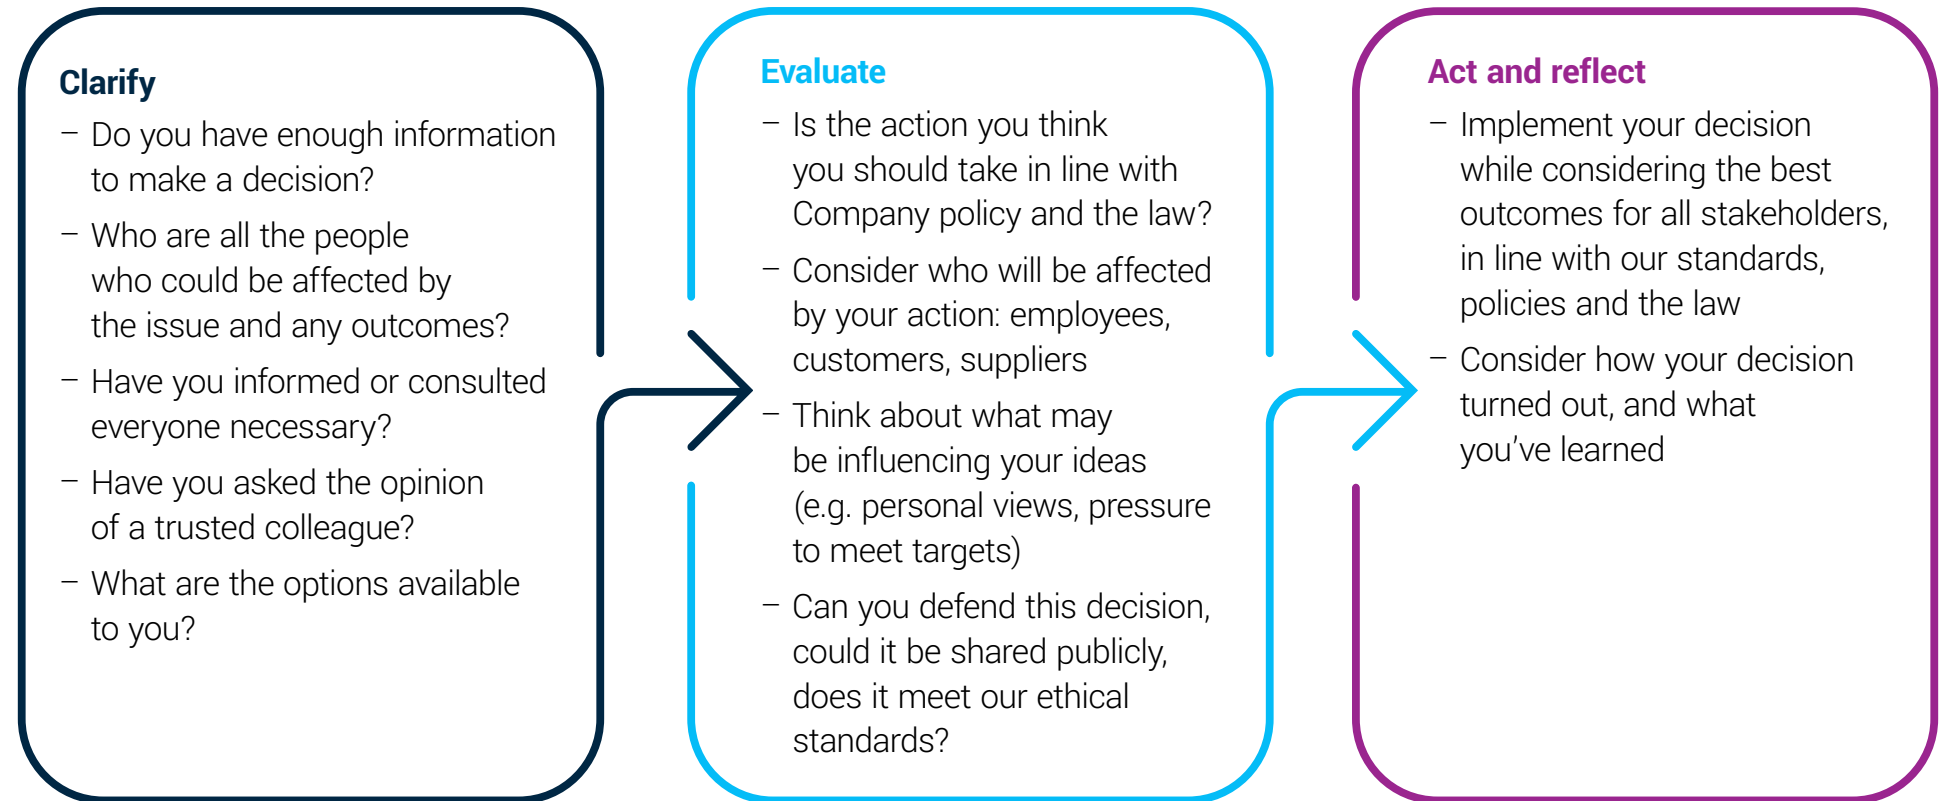 Clarify
– Do you have enough information
to make a decision?
– Who are all the people
who could be affected by
the issue and any outcomes?
– Have you informed or consulted
everyone necessary?
– Have you asked the opinion
of a trusted colleague?
– What are the options available
to you?
Evaluate
– Is the action you think
you should take in line with
Company policy and the law?
– Consider who will be affected
by your action: employees,
customers, suppliers
– Think about what may
be influencing your ideas
(e.g. personal views, pressure
to meet targets)
– Can you defend this decision,
could it be shared publicly,
does it meet our ethical
standards?
Act and reflect
– Implement your decision
while considering the best
outcomes for all stakeholders,
in line with our standards,
policies and the law
– Consider how your decision
turned out, and what
you’ve learned